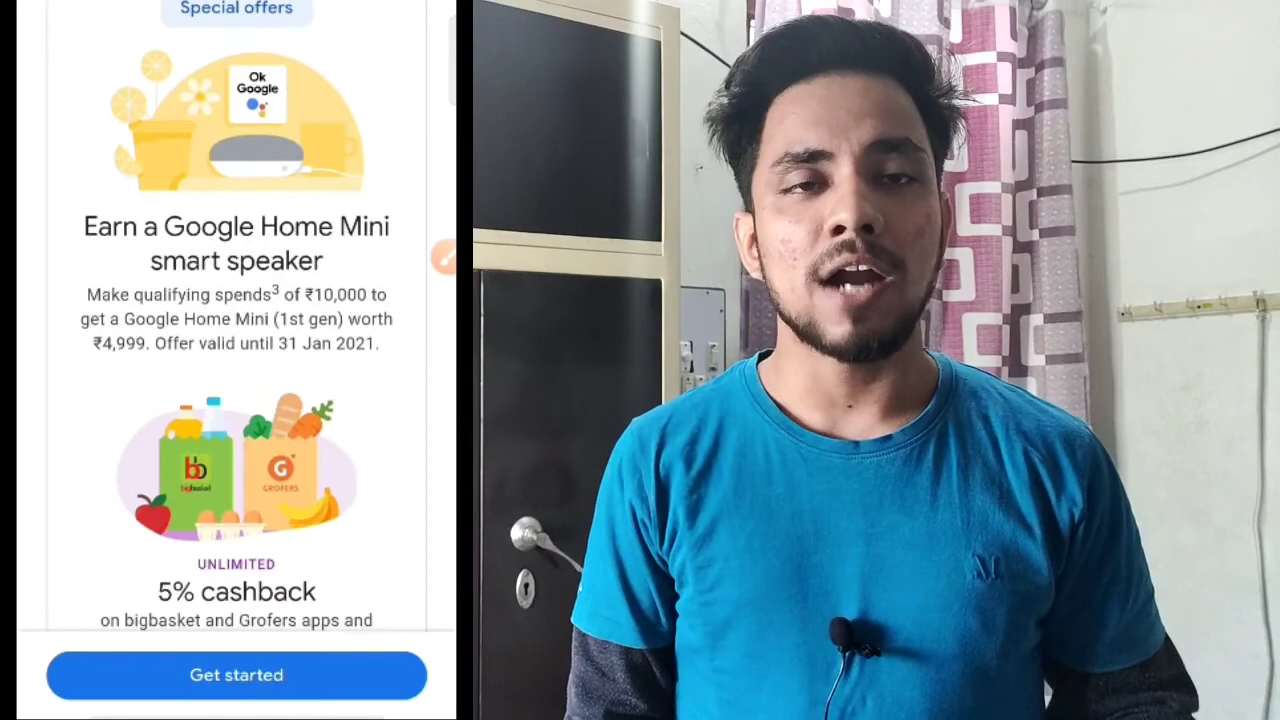 Special offers
Ok
Google
Earn a Google Home Mini
smart speaker
Make qualifying spends³ of ₹10,000 to
get a Google Home Mini (1st gen) worth
₹4,999. Offer valid until 31 Jan 2021.
bb
bigbasket
G
GROFERS
UNLIMITED
5% cashback
on bigbasket and Grofers apps and
Get started